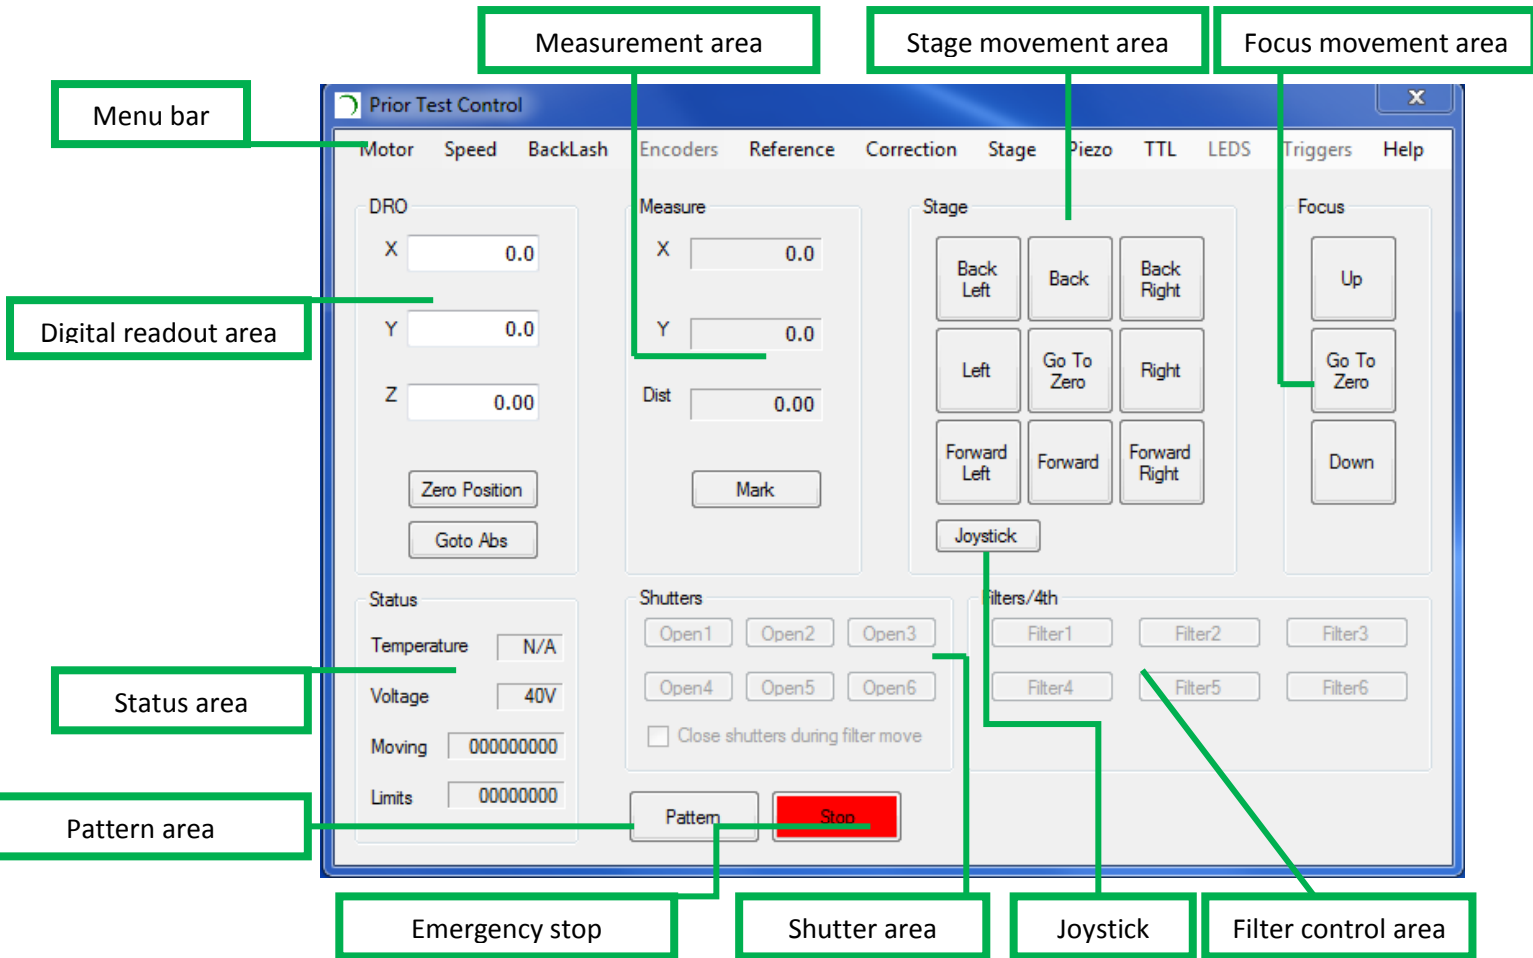 Measurement area
Stage movement area
Focus movement area
Menu bar
Prior Test Control
x
Motor Speed BackLash Encoders Reference Correction Stage Piezo TTL LEDS Triggers Help
DRO
X 0.0
Y 0.0
Z 0.00
Zero Position
Goto Abs
Digital readout area
Measure
X 0.0
Y 0.0
Dist 0.00
Mark
Stage
Back Left
Back
Back Right
Left
Go To Zero
Right
Forward Left
Forward
Forward Right
Joystick
Focus
Up
Go To Zero
Down
Status
Temperature N/A
Voltage 40V
Moving 000000000
Limits 00000000
Status area
Shutters
Open1 Open2 Open3
Open4 Open5 Open6
Close shutters during filter move
Filters/4th
Filter1 Filter2 Filter3
Filter4 Filter5 Filter6
Pattern area
Pattern
Stop
Emergency stop
Shutter area
Joystick
Filter control area